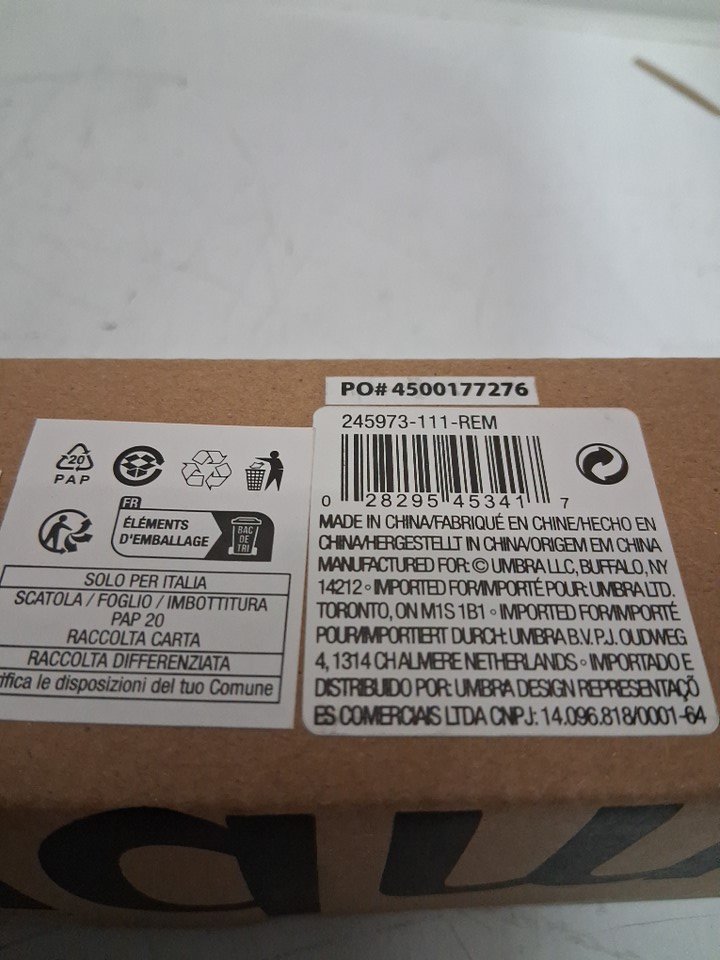 PO# 4500177276
245973-111-REM
0 28295 45341 7
MADE IN CHINA/FABRIQUÉ EN CHINE/HECHO EN
CHINA/HERGESTELLT IN CHINA/ORIGEM EM CHINA
MANUFACTURED FOR: © UMBRA LLC, BUFFALO, NY
14212 ◦ IMPORTED FOR/IMPORTÉ POUR: UMBRA LTD.
TORONTO, ON M1S 1B1 ◦ IMPORTED FOR/IMPORTÉ
POUR/IMPORTIERT DURCH: UMBRA B.V. P.J. OUDWEG
4, 1314 CH ALMERE NETHERLANDS ◦ IMPORTADO E
DISTRIBUIDO POR: UMBRA DESIGN REPRESENTAÇÕ
ES COMERCIAIS LTDA CNPJ: 14.096.818/0001-64
20
PAP
FR
ÉLÉMENTS
D'EMBALLAGE
BAC
DE
TRI
SOLO PER ITALIA
SCATOLA / FOGLIO / IMBOTTITURA
PAP 20
RACCOLTA CARTA
RACCOLTA DIFFERENZIATA
le disposizioni del tuo Comune